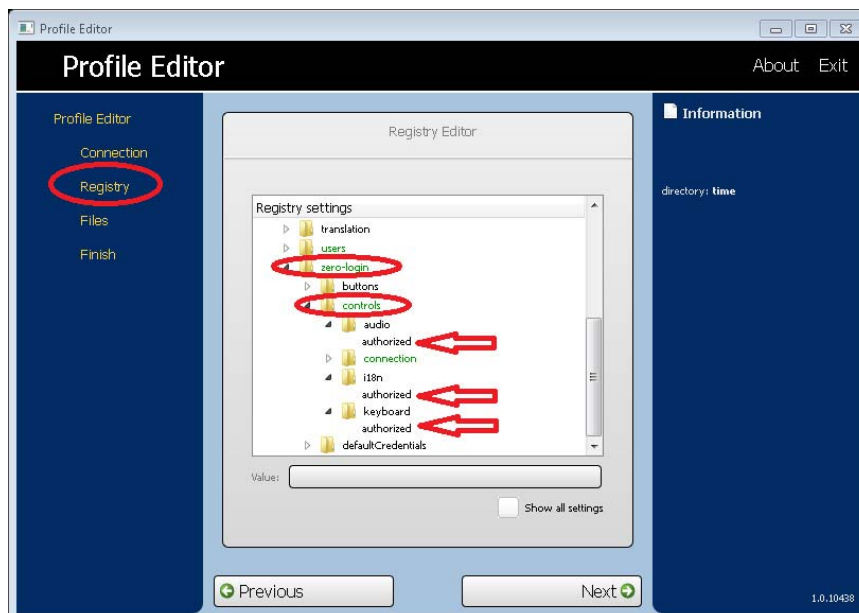 Profile Editor
Profile Editor
About Exit
Profile Editor
Connection
Registry
Files
Finish
Registry Editor
Registry settings
translation
users
zero-login
buttons
controls
audio
authorized
connection
i18n
authorized
keyboard
authorized
defaultCredentials
Value:
Show all settings
Previous
Next
Information
directory: time
1.0.10438